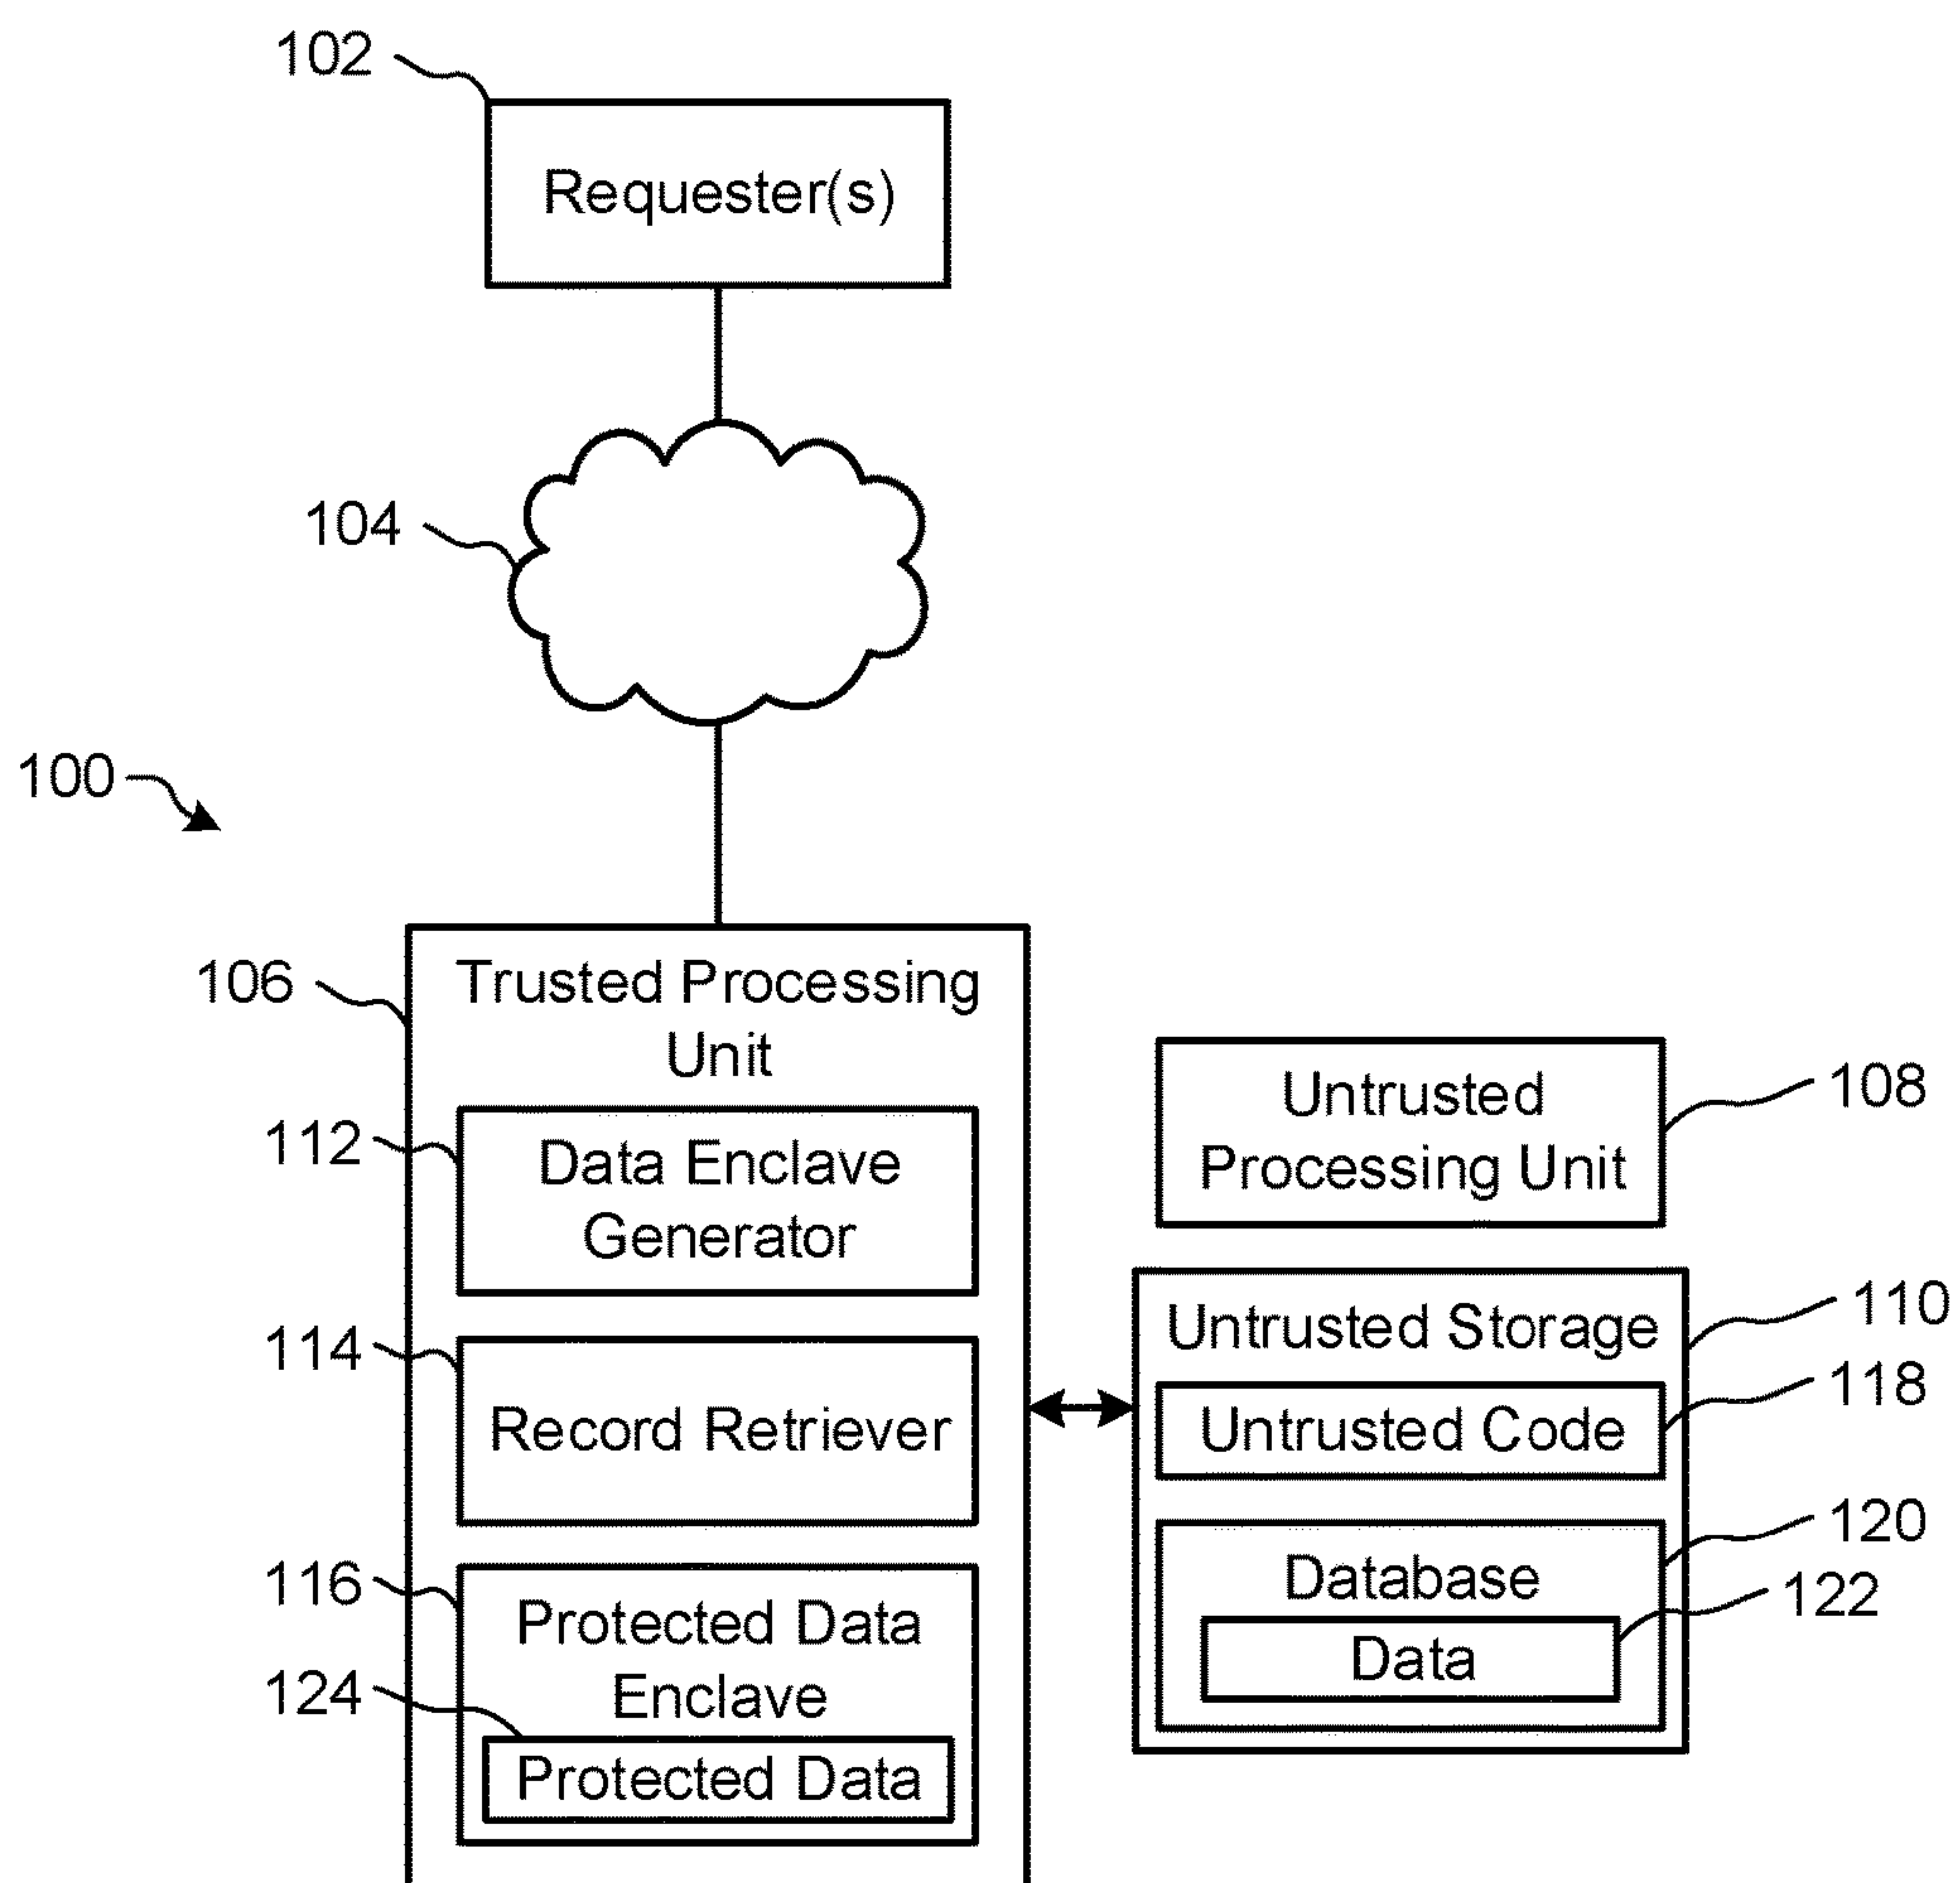 102
Requester(s)
104
100
106
Trusted Processing
Unit
112
Data Enclave
Generator
114
Record Retriever
116
Protected Data
Enclave
124
Protected Data
Untrusted
Processing Unit
108
Untrusted Storage
110
Untrusted Code
118
Database
120
Data
122